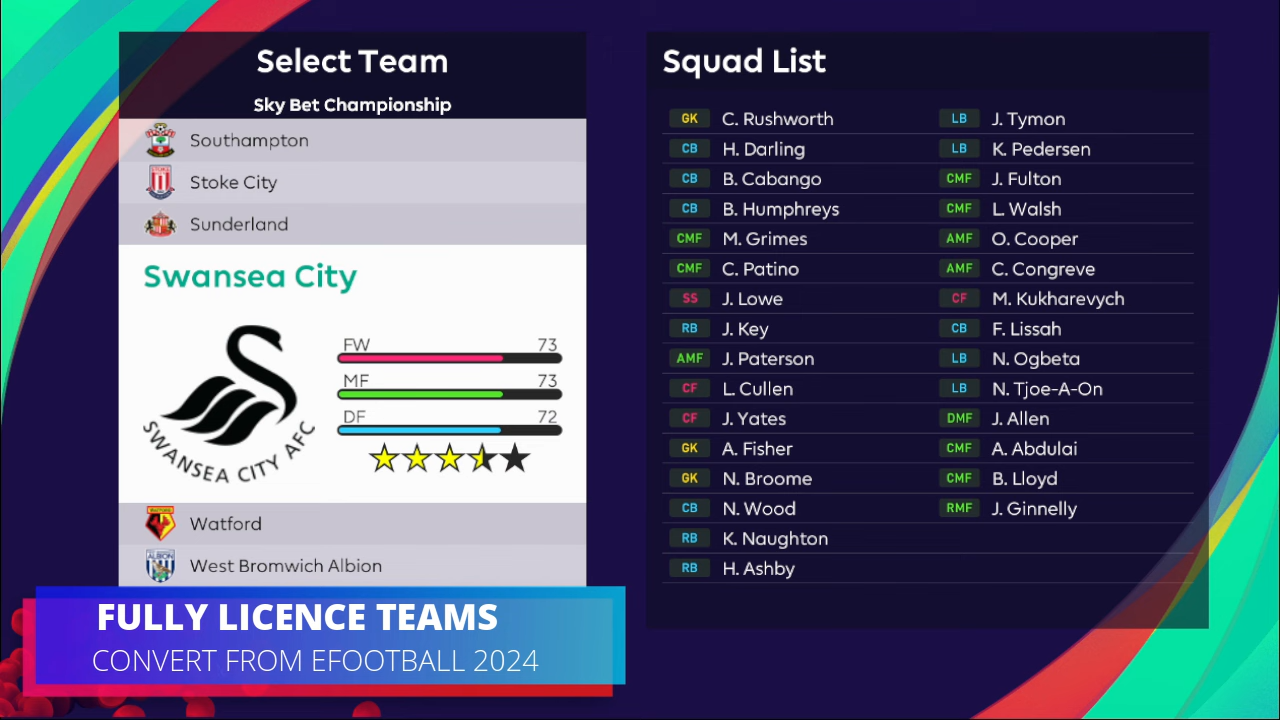 Select Team
Sky Bet Championship
Southampton
Stoke City
Sunderland
Swansea City
SWANSEA CITY AFC
FW 73
MF 73
DF 72
Watford
West Bromwich Albion
FULLY LICENCE TEAMS
CONVERT FROM EFOOTBALL 2024
Squad List
GK C. Rushworth LB J. Tymon
CB H. Darling LB K. Pedersen
CB B. Cabango CMF J. Fulton
CB B. Humphreys CMF L. Walsh
CMF M. Grimes AMF O. Cooper
CMF C. Patino AMF C. Congreve
SS J. Lowe CF M. Kukharevych
RB J. Key CB F. Lissah
AMF J. Paterson LB N. Ogbeta
CF L. Cullen LB N. Tjoe-A-On
CF J. Yates DMF J. Allen
GK A. Fisher CMF A. Abdulai
GK N. Broome CMF B. Lloyd
CB N. Wood RMF J. Ginnelly
RB K. Naughton
RB H. Ashby